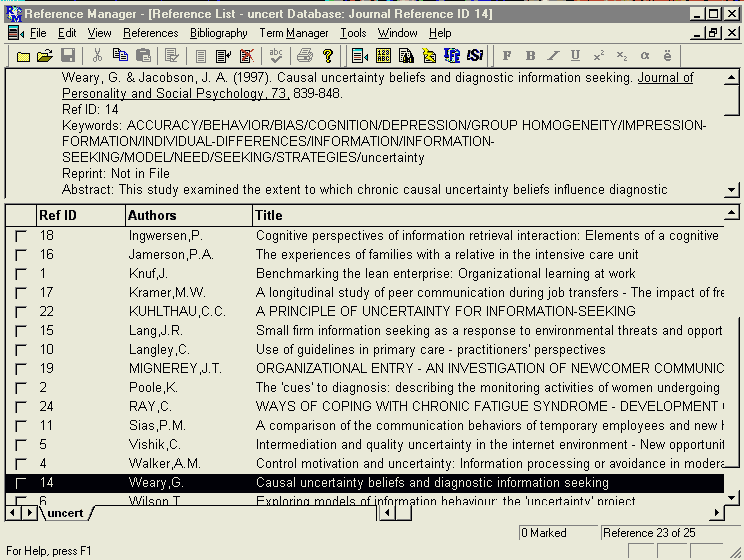 Reference Manager - [Reference List - uncert Database: Journal Reference ID 14]
File Edit View References Bibliography Term Manager Tools Window Help
Weary, G. & Jacobson, J. A. (1997). Causal uncertainty beliefs and diagnostic information seeking. Journal of
Personality and Social Psychology, 73, 839-848.
Ref ID: 14
Keywords: ACCURACY/BEHAVIOR/BIAS/COGNITION/DEPRESSION/GROUP HOMOGENEITY/IMPRESSION-
FORMATION/INDIVIDUAL-DIFFERENCES/INFORMATION/INFORMATION-
SEEKING/MODEL/NEED/SEEKING/STRATEGIES/uncertainty
Reprint: Not in File
Abstract: This study examined the extent to which chronic causal uncertainty beliefs influence diagnostic
Ref ID Authors Title
18 Ingwersen,P. Cognitive perspectives of information retrieval interaction: Elements of a cognitive
16 Jamerson,P.A. The experiences of families with a relative in the intensive care unit
1 Knuf,J. Benchmarking the lean enterprise: Organizational learning at work
17 Kramer,M.W. A longitudinal study of peer communication during job transfers - The impact of fre
22 KUHLTHAU,C.C. A PRINCIPLE OF UNCERTAINTY FOR INFORMATION-SEEKING
15 Lang,J.R. Small firm information seeking as a response to environmental threats and opport
10 Langley,C. Use of guidelines in primary care - practitioners' perspectives
19 MIGNEREY,J.T. ORGANIZATIONAL ENTRY - AN INVESTIGATION OF NEWCOMER COMMUNIC
2 Poole,K. The 'cues' to diagnosis: describing the monitoring activities of women undergoing
24 RAY,C. WAYS OF COPING WITH CHRONIC FATIGUE SYNDROME - DEVELOPMENT
11 Sias,P.M. A comparison of the communication behaviors of temporary employees and new
5 Vishik,C. Intermediation and quality uncertainty in the internet environment - New opportunit
4 Walker,A.M. Control motivation and uncertainty: Information processing or avoidance in modera
14 Weary,G. Causal uncertainty beliefs and diagnostic information seeking
6 Wilson,T. Exploring models of information behaviour: the 'uncertainty' project
uncert
0 Marked Reference 23 of 25
For Help, press F1